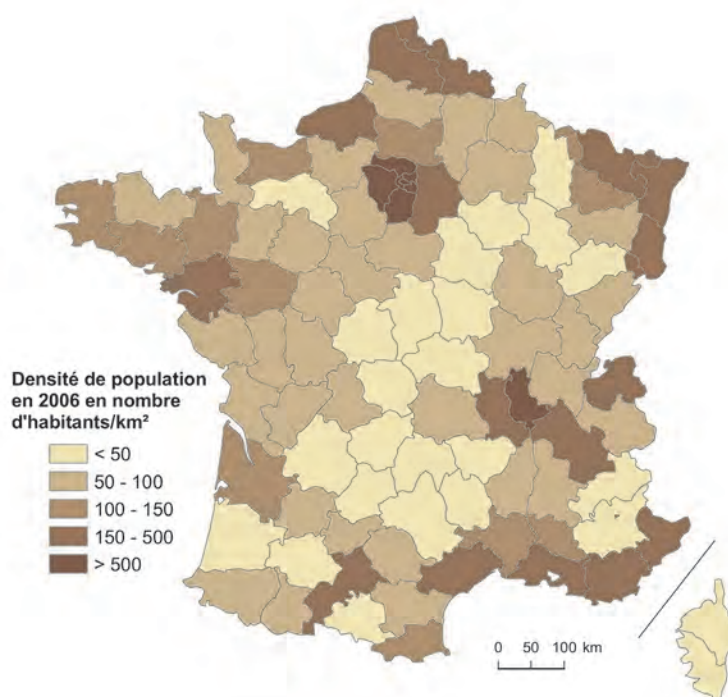 Densité de population
en 2006 en nombre
d'habitants/km²
< 50
50 - 100
100 - 150
150 - 500
> 500
0 50 100 km